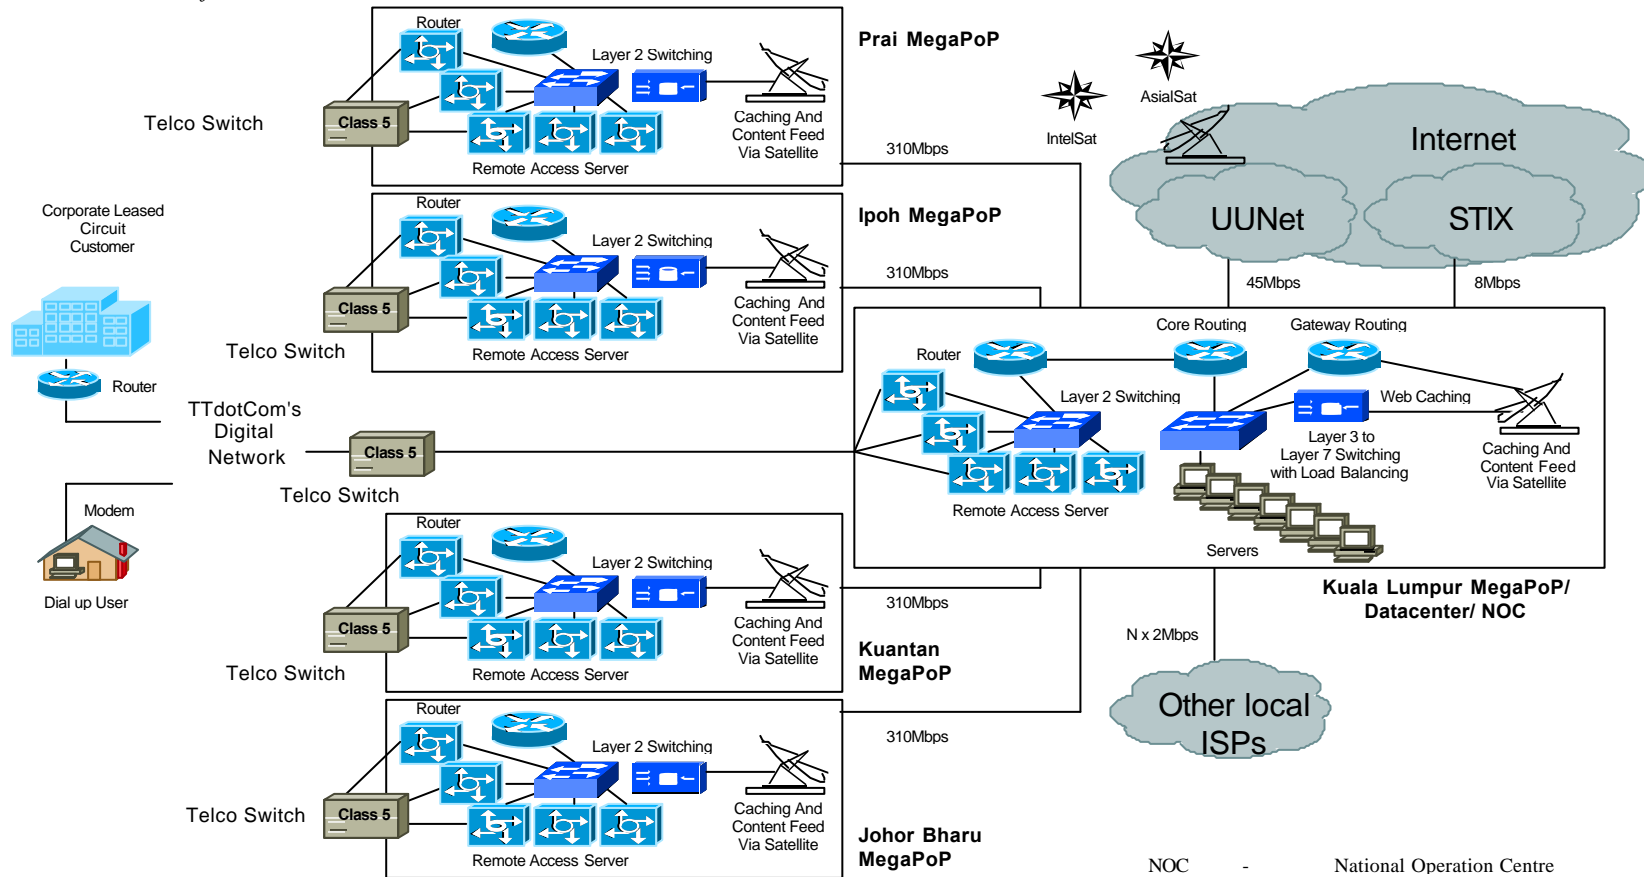 Router
Layer 2 Switching
Prai MegaPoP
Telco Switch
Class 5
Caching And
Content Feed
Via Satellite
Remote Access Server
310Mbps
AsialSat
IntelSat
Internet
UUNet
STIX
45Mbps
8Mbps
Corporate Leased
Circuit
Customer
Router
Router
Layer 2 Switching
Ipoh MegaPoP
Class 5
Telco Switch
Caching And
Content Feed
Via Satellite
Remote Access Server
310Mbps
TTdotCom's
Digital
Network
Class 5
Telco Switch
Modem
Dial up User
Core Routing
Gateway Routing
Router
Layer 2 Switching
Web Caching
Layer 3 to
Layer 7 Switching
with Load Balancing
Caching And
Content Feed
Via Satellite
Remote Access Server
Servers
Kuala Lumpur MegaPoP/
Datacenter/ NOC
Router
Layer 2 Switching
Class 5
Telco Switch
Caching And
Content Feed
Via Satellite
Remote Access Server
310Mbps
Kuantan
MegaPoP
N x 2Mbps
Other local
ISPs
Router
Layer 2 Switching
Telco Switch
Class 5
Caching And
Content Feed
Via Satellite
Remote Access Server
310Mbps
Johor Bharu
MegaPoP
NOC - National Operation Centre